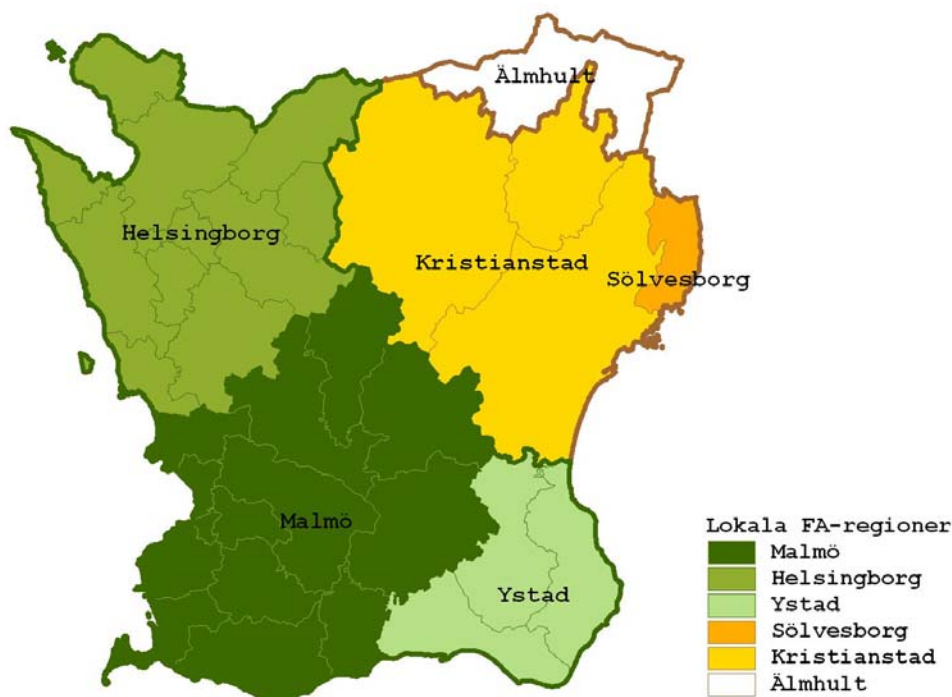 Älmhult
Helsingborg
Kristianstad
Sölvesborg
Malmö
Ystad
Lokala FA-regioner
Malmö
Helsingborg
Ystad
Sölvesborg
Kristianstad
Älmhult